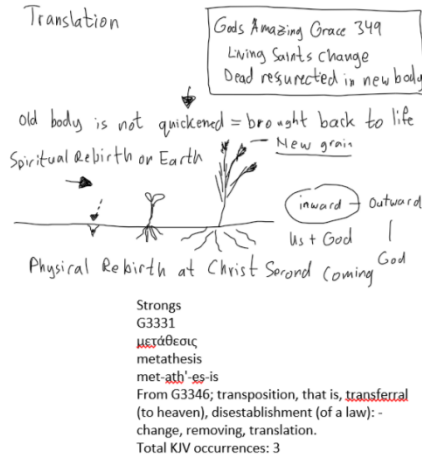 Translation
Gods Amazing Grace 349
Living Saints change
Dead resurected in new body
Old body is not quickened = brought back to life
Spiritual Rebirth on Earth
New grain
inward - Outward
Us + God
God
Physical Rebirth at Christ Second Coming
Strongs
G3331
μετάθεσις
metathesis
met-ath'-es-is
From G3346; transposition, that is, transferral
(to heaven), disestablishment (of a law): -
change, removing, translation.
Total KJV occurrences: 3